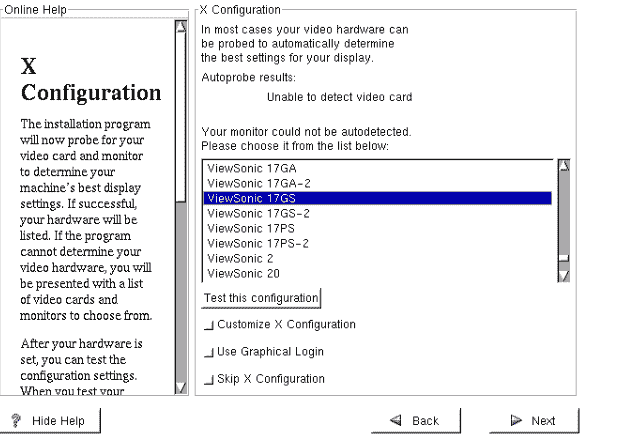 Online Help
X
Configuration
The installation program
will now probe for your
video card and monitor
to determine your
machine's best display
settings. If successful,
your hardware will be
listed. If the program
cannot determine your
video hardware, you will
be presented with a list
of video cards and
monitors to choose from.
After your hardware is
set, you can test the
configuration settings.
When you test your
X Configuration
In most cases your video hardware can
be probed to automatically determine
the best settings for your display.
Autoprobe results:
Unable to detect video card
Your monitor could not be autodetected.
Please choose it from the list below:
ViewSonic 17GA
ViewSonic 17GA-2
ViewSonic 17GS
ViewSonic 17GS-2
ViewSonic 17PS
ViewSonic 17PS-2
ViewSonic 2
ViewSonic 20
Test this configuration
Customize X Configuration
Use Graphical Login
Skip X Configuration
Hide Help
Back
Next